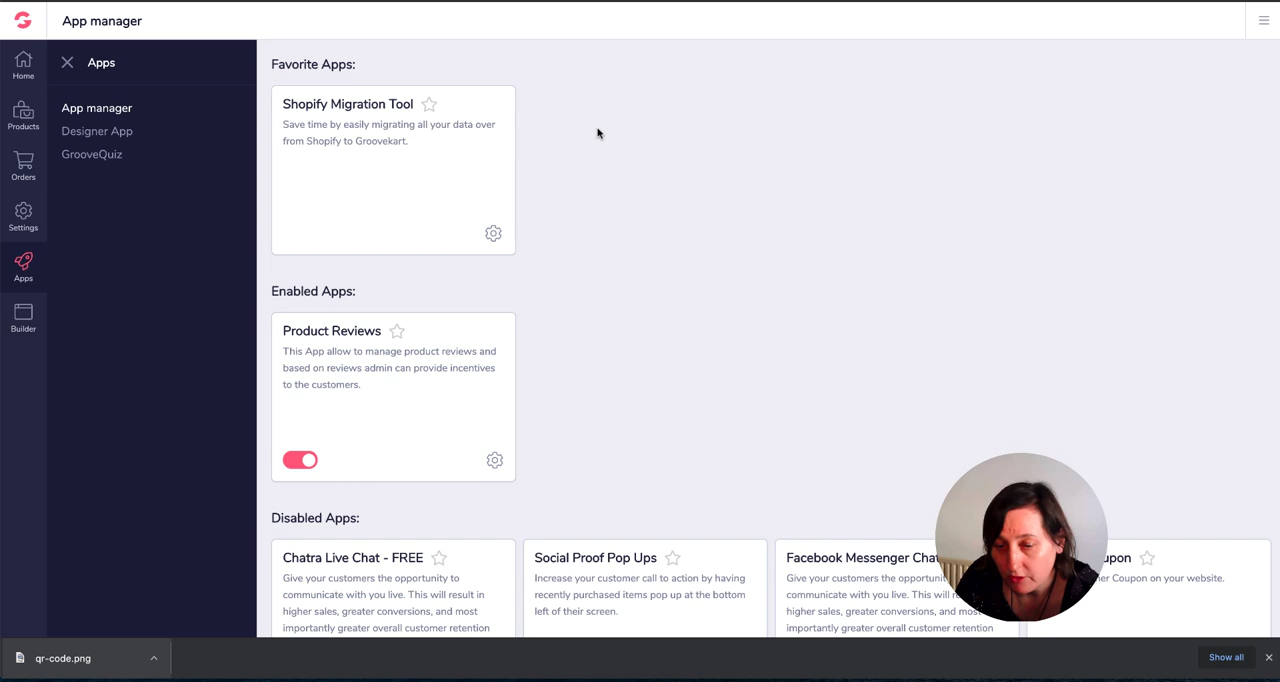 App manager
Home
Products
Orders
Settings
Apps
Builder
Apps
App manager
Designer App
GrooveQuiz
Favorite Apps:
Shopify Migration Tool
Save time by easily migrating all your data over
from Shopify to Groovekart.
Enabled Apps:
Product Reviews
This App allow to manage product reviews and
based on reviews admin can provide incentives
to the customers.
Disabled Apps:
Chatra Live Chat - FREE
Give your customers the opportunity to
communicate with you live. This will result in
higher sales, greater conversions, and most
importantly greater overall customer retention
Social Proof Pop Ups
Increase your customer call to action by having
recently purchased items pop up at the bottom
left of their screen.
Facebook Messenger Chat
Give your customers the
communicate with you live. This will
higher sales, greater conversions, and
importantly greater overall customer retention
Coupon on your website.
qr-code.png
Show all